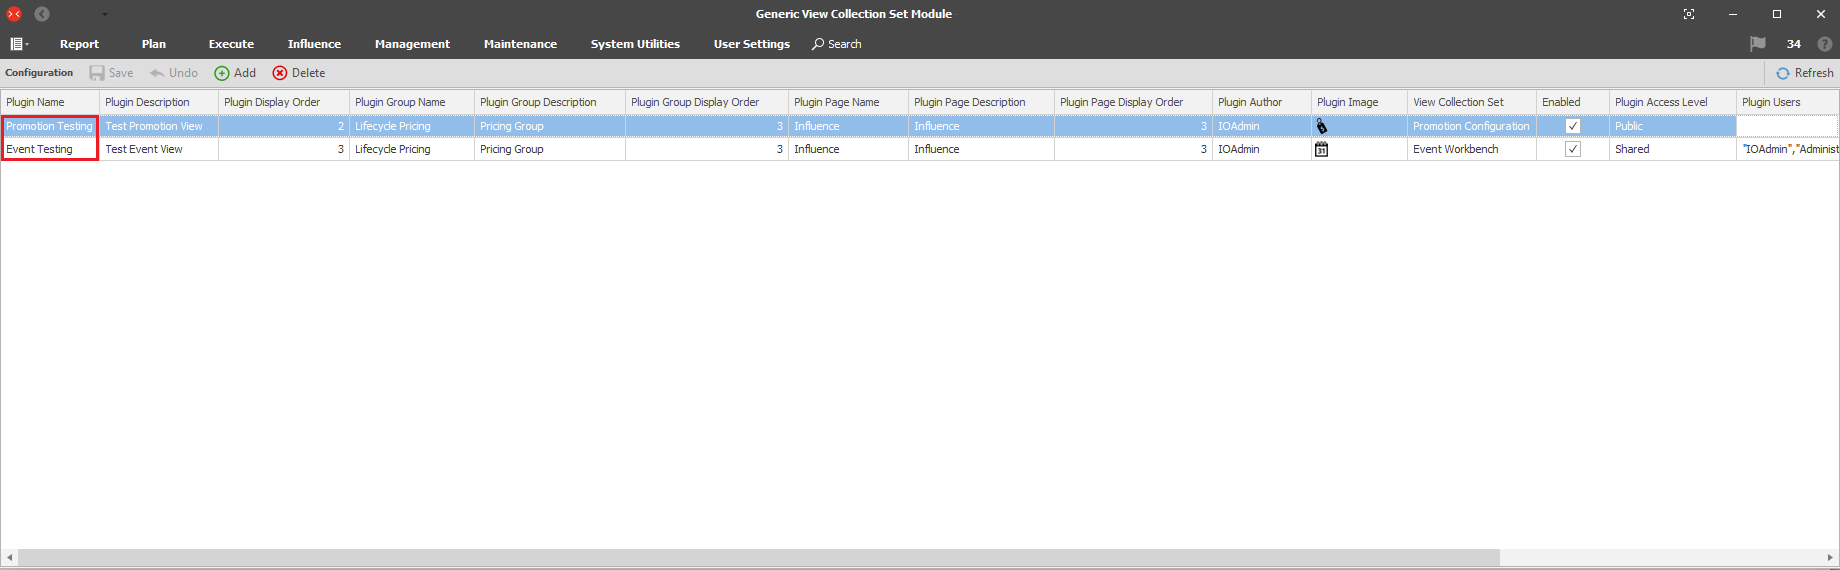 Generic View Collection Set Module
Report Plan Execute Influence Management Maintenance System Utilities User Settings Search 34 ?
Configuration Save Undo Add Delete Refresh
Plugin Name Plugin Description Plugin Display Order Plugin Group Name Plugin Group Description Plugin Group Display Order Plugin Page Name Plugin Page Description Plugin Page Display Order Plugin Author Plugin Image View Collection Set Enabled Plugin Access Level Plugin Users
Promotion Testing Test Promotion View 2 Lifecycle Pricing Pricing Group 3 Influence Influence 3 IOAdmin Promotion Configuration Public
Event Testing Test Event View 3 Lifecycle Pricing Pricing Group 3 Influence Influence 3 IOAdmin 31 Event Workbench Shared "IOAdmin","Administ